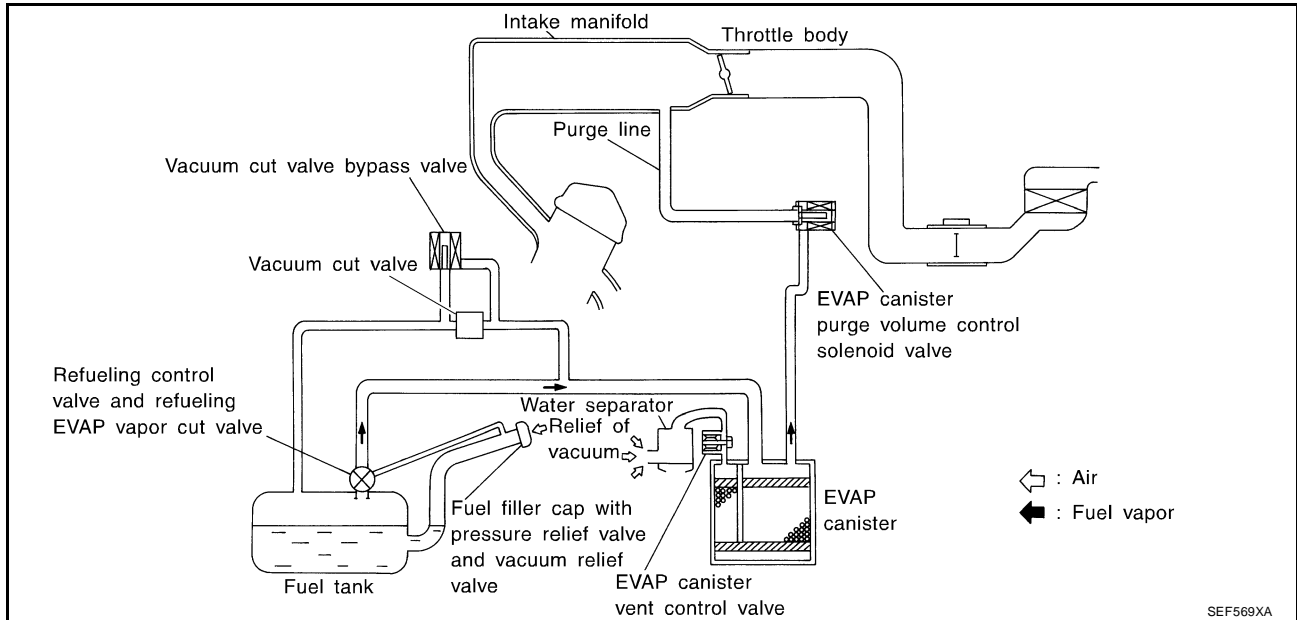 Intake manifold
Throttle body
Purge line
Vacuum cut valve bypass valve
Vacuum cut valve
EVAP canister
purge volume control
solenoid valve
Refueling control
valve and refueling
EVAP vapor cut valve
Water separator
Relief of
vacuum
Fuel filler cap with
pressure relief valve
and vacuum relief
valve
EVAP
canister
: Air
: Fuel vapor
Fuel tank
EVAP canister
vent control valve
SEF569XA